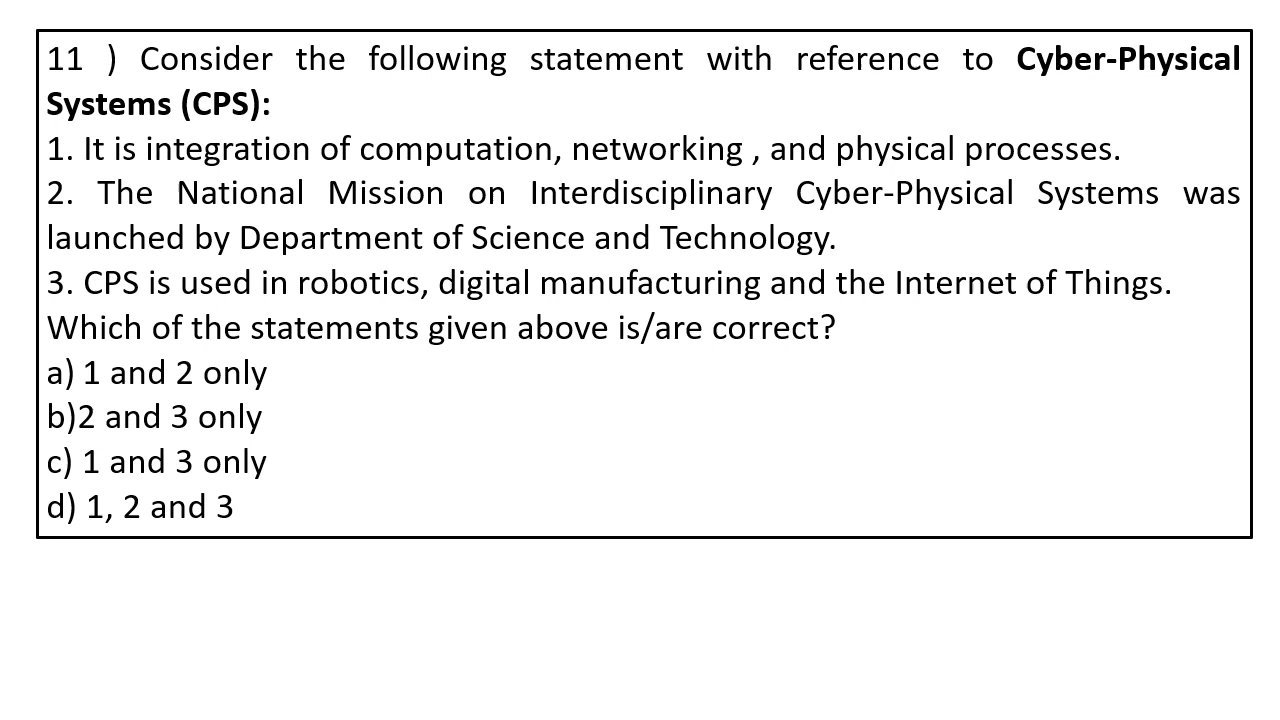 11 ) Consider the following statement with reference to Cyber-Physical
Systems (CPS):
1. It is integration of computation, networking , and physical processes.
2. The National Mission on Interdisciplinary Cyber-Physical Systems was
launched by Department of Science and Technology.
3. CPS is used in robotics, digital manufacturing and the Internet of Things.
Which of the statements given above is/are correct?
a) 1 and 2 only
b)2 and 3 only
c) 1 and 3 only
d) 1, 2 and 3